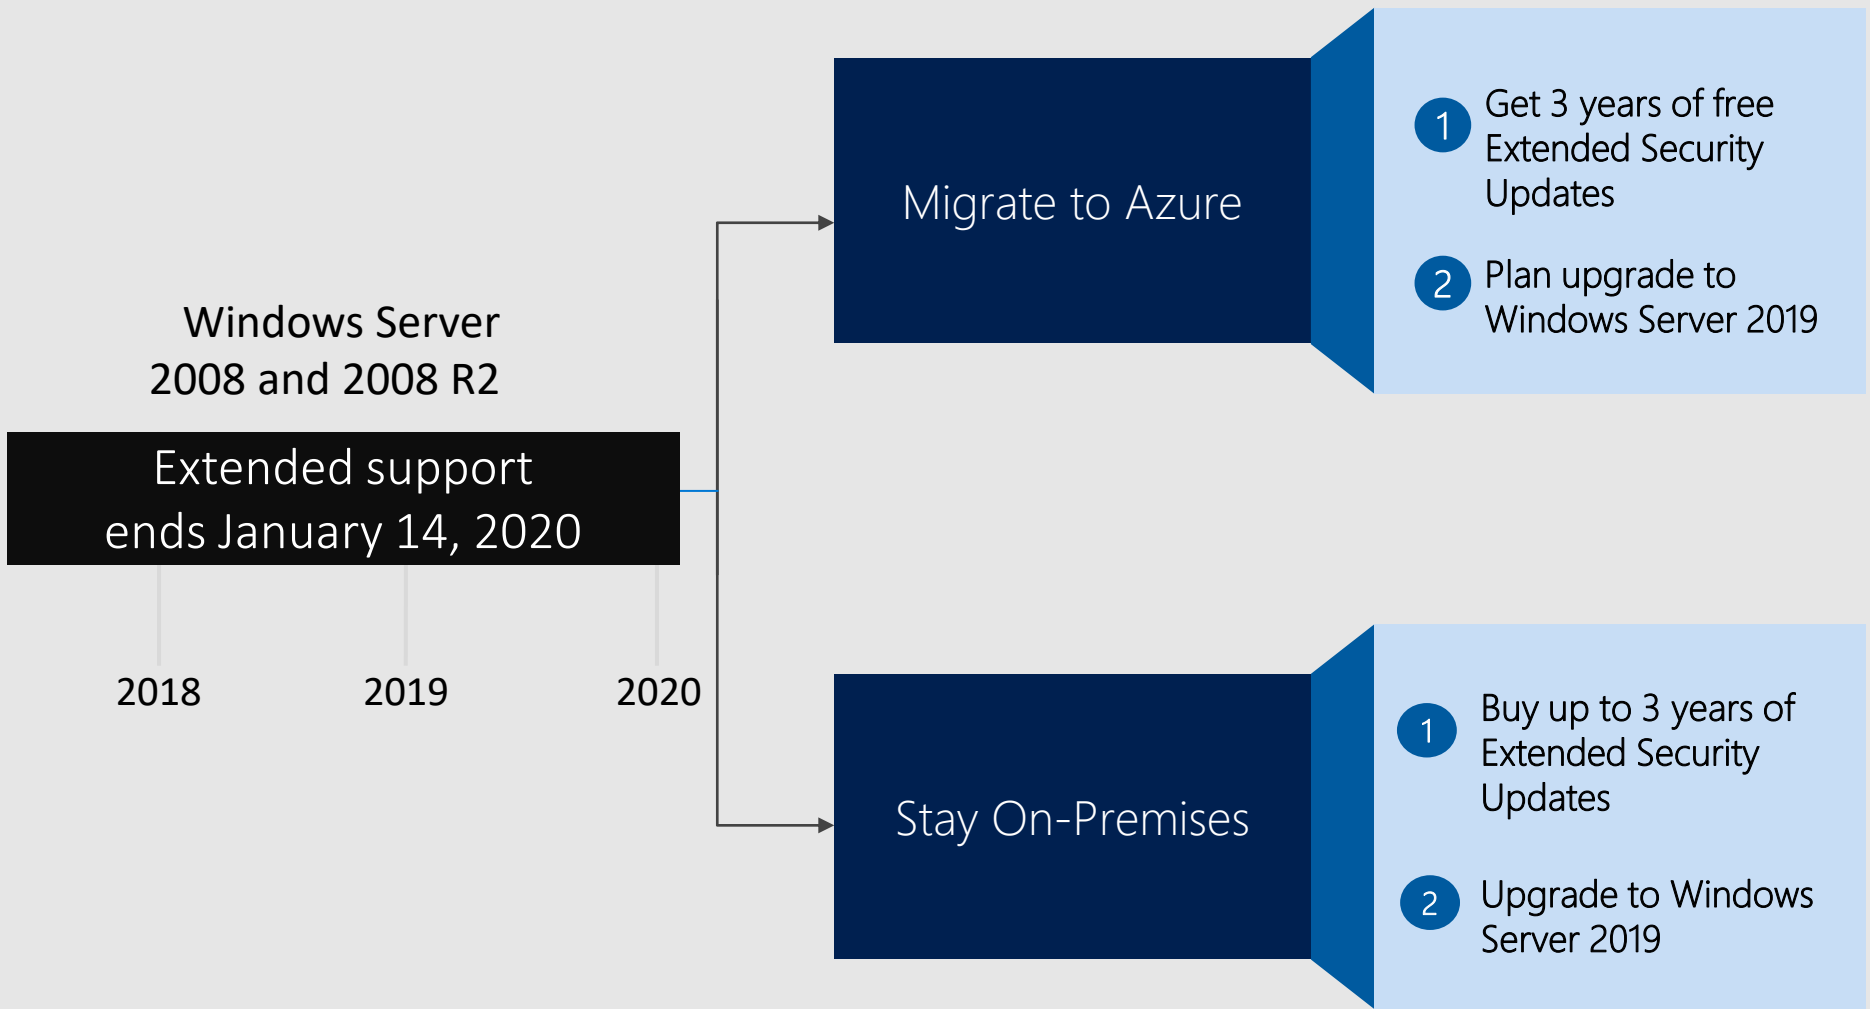 Windows Server
2008 and 2008 R2
Extended support
ends January 14, 2020
2018
2019
2020
Migrate to Azure
1
Get 3 years of free
Extended Security
Updates
2
Plan upgrade to
Windows Server 2019
Stay On-Premises
1
Buy up to 3 years of
Extended Security
Updates
2
Upgrade to Windows
Server 2019